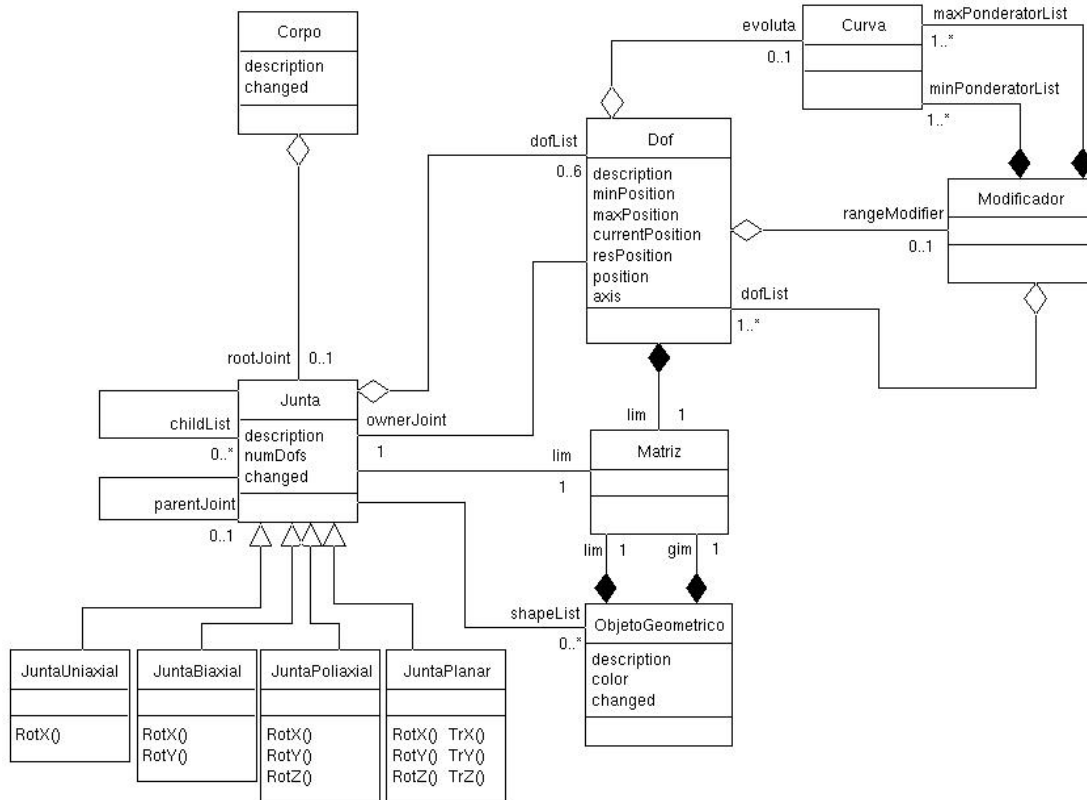 Corpo
description
changed
evoluta
0..1
Curva
maxPonderatorList
1..*
minPonderatorList
1..*
dofList
0..6
Dof
description
minPosition
maxPosition
currentPosition
resPosition
position
axis
rangeModifier
0..1
Modificador
dofList
1..*
rootJoint
0..1
Junta
description
numDofs
changed
childList
0..*
parentJoint
0..1
ownerJoint
1
lim
1
lim
1
Matriz
lim
1
gim
1
shapeList
0..*
ObjetoGeometrico
description
color
changed
JuntaUniaxial
RotX()
JuntaBiaxial
RotX()
RotY()
JuntaPoliaxial
RotX()
RotY()
RotZ()
JuntaPlanar
RotX() TrX()
RotY() TrY()
RotZ() TrZ()